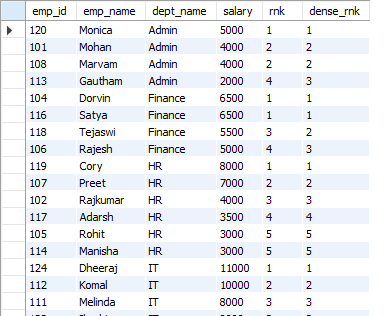 emp_id emp_name dept_name salary rnk dense_rnk
120 Monica Admin 5000 1 1
101 Mohan Admin 4000 2 2
108 Marvam Admin 4000 2 2
113 Gautham Admin 2000 4 3
104 Dorvin Finance 6500 1 1
116 Satya Finance 6500 1 1
118 Tejaswi Finance 5500 3 2
106 Rajesh Finance 5000 4 3
119 Cory HR 8000 1 1
107 Preet HR 7000 2 2
102 Rajkumar HR 4000 3 3
117 Adarsh HR 3500 4 4
105 Rohit HR 3000 5 5
114 Manisha HR 3000 5 5
124 Dheeraj IT 11000 1 1
112 Komal IT 10000 2 2
111 Melinda IT 8000 3 3